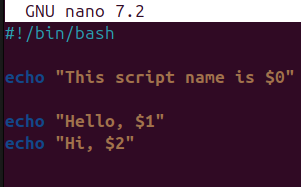 GNU nano 7.2
#!/bin/bash
echo "This script name is $0"
echo "Hello, $1"
echo "Hi, $2"